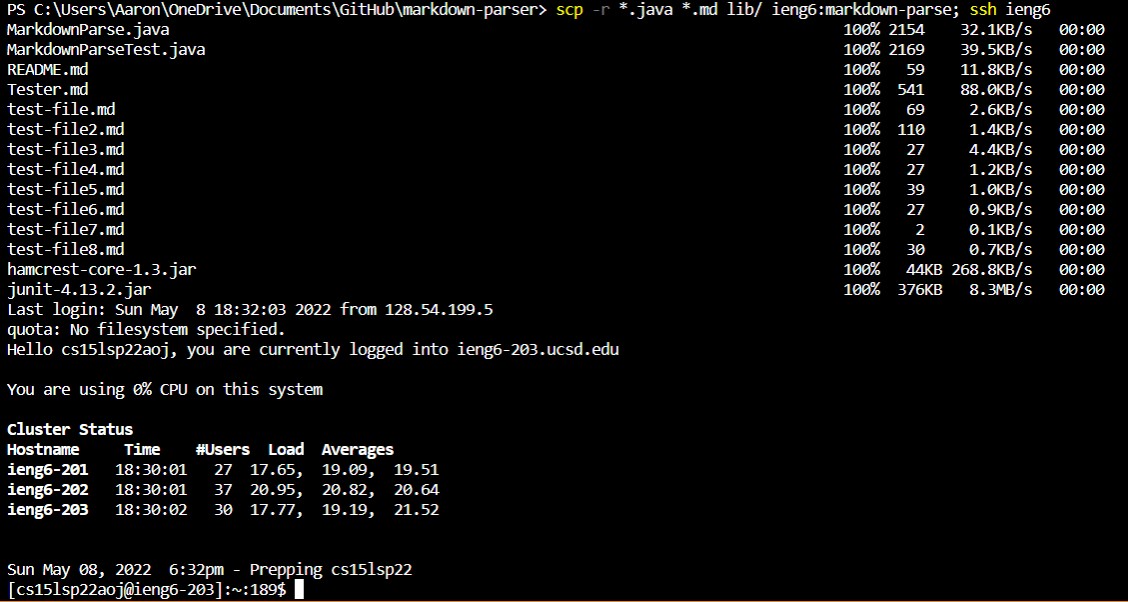 PS C:\Users\Aaron\OneDrive\Documents\GitHub\markdown-parser> scp -r *.java *.md lib/ ieng6:markdown-parse; ssh ieng6
MarkdownParse.java 100% 2154 32.1KB/s 00:00
MarkdownParseTest.java 100% 2169 39.5KB/s 00:00
README.md 100% 59 11.8KB/s 00:00
Tester.md 100% 541 88.0KB/s 00:00
test-file.md 100% 69 2.6KB/s 00:00
test-file2.md 100% 110 1.4KB/s 00:00
test-file3.md 100% 27 4.4KB/s 00:00
test-file4.md 100% 27 1.2KB/s 00:00
test-file5.md 100% 39 1.0KB/s 00:00
test-file6.md 100% 27 0.9KB/s 00:00
test-file7.md 100% 2 0.1KB/s 00:00
test-file8.md 100% 30 0.7KB/s 00:00
hamcrest-core-1.3.jar 100% 44KB 268.8KB/s 00:00
junit-4.13.2.jar 100% 376KB 8.3MB/s 00:00
Last login: Sun May  8 18:32:03 2022 from 128.54.199.5
quota: No filesystem specified.
Hello cs15lsp22aoj, you are currently logged into ieng6-203.ucsd.edu
You are using 0% CPU on this system
Cluster Status
Hostname Time #Users Load Averages
ieng6-201 18:30:01 27 17.65, 19.09, 19.51
ieng6-202 18:30:01 37 20.95, 20.82, 20.64
ieng6-203 18:30:02 30 17.77, 19.19, 21.52
Sun May 08, 2022  6:32pm - Prepping cs15lsp22
[cs15lsp22aoj@ieng6-203]:~:189$